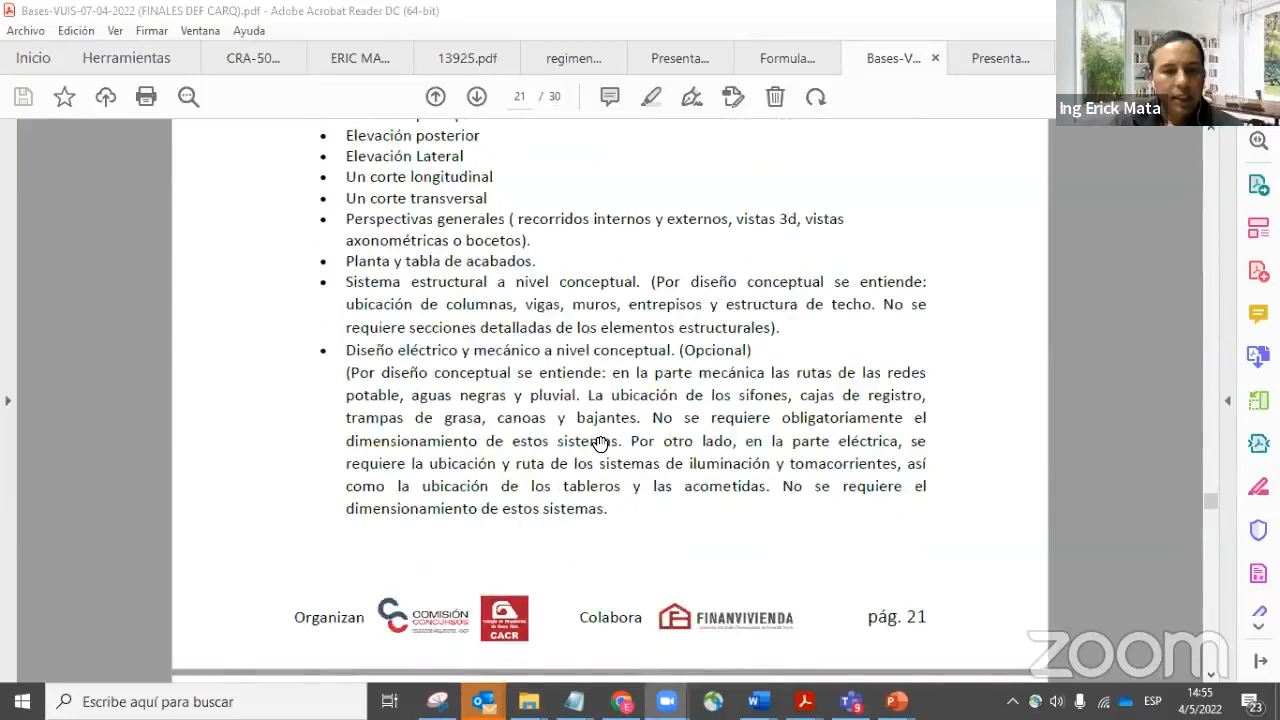 Bases-VUIS-07-04-2022 (FINALES DEF CARQ).pdf - Adobe Acrobat Reader DC (64-bit)
Archivo Edición Ver Firmar Ventana Ayuda
Inicio Herramientas CRA-50... ERIC MA... 13925.pdf regimen... Presenta... Formula... Bases-V... Presenta...
21 / 30
Ing Erick Mata
• Elevación posterior
• Elevación Lateral
• Un corte longitudinal
• Un corte transversal
• Perspectivas generales ( recorridos internos y externos, vistas 3d, vistas
axonométricas o bocetos).
• Planta y tabla de acabados.
• Sistema estructural a nivel conceptual. (Por diseño conceptual se entiende:
ubicación de columnas, vigas, muros, entrepisos y estructura de techo. No se
requiere secciones detalladas de los elementos estructurales).
• Diseño eléctrico y mecánico a nivel conceptual. (Opcional)
(Por diseño conceptual se entiende: en la parte mecánica las rutas de las redes
potable, aguas negras y pluvial. La ubicación de los sifones, cajas de registro,
trampas de grasa, canoas y bajantes. No se requiere obligatoriamente el
dimensionamiento de estos sistemas. Por otro lado, en la parte eléctrica, se
requiere la ubicación y ruta de los sistemas de iluminación y tomacorrientes, así
como la ubicación de los tableros y las acometidas. No se requiere el
dimensionamiento de estos sistemas.
Organizan COMISIÓN CONCURSOS CACR Colabora FINANVIVIENDA pág. 21
zoom
Escribe aquí para buscar
ESP
14:55
4/5/2022
23